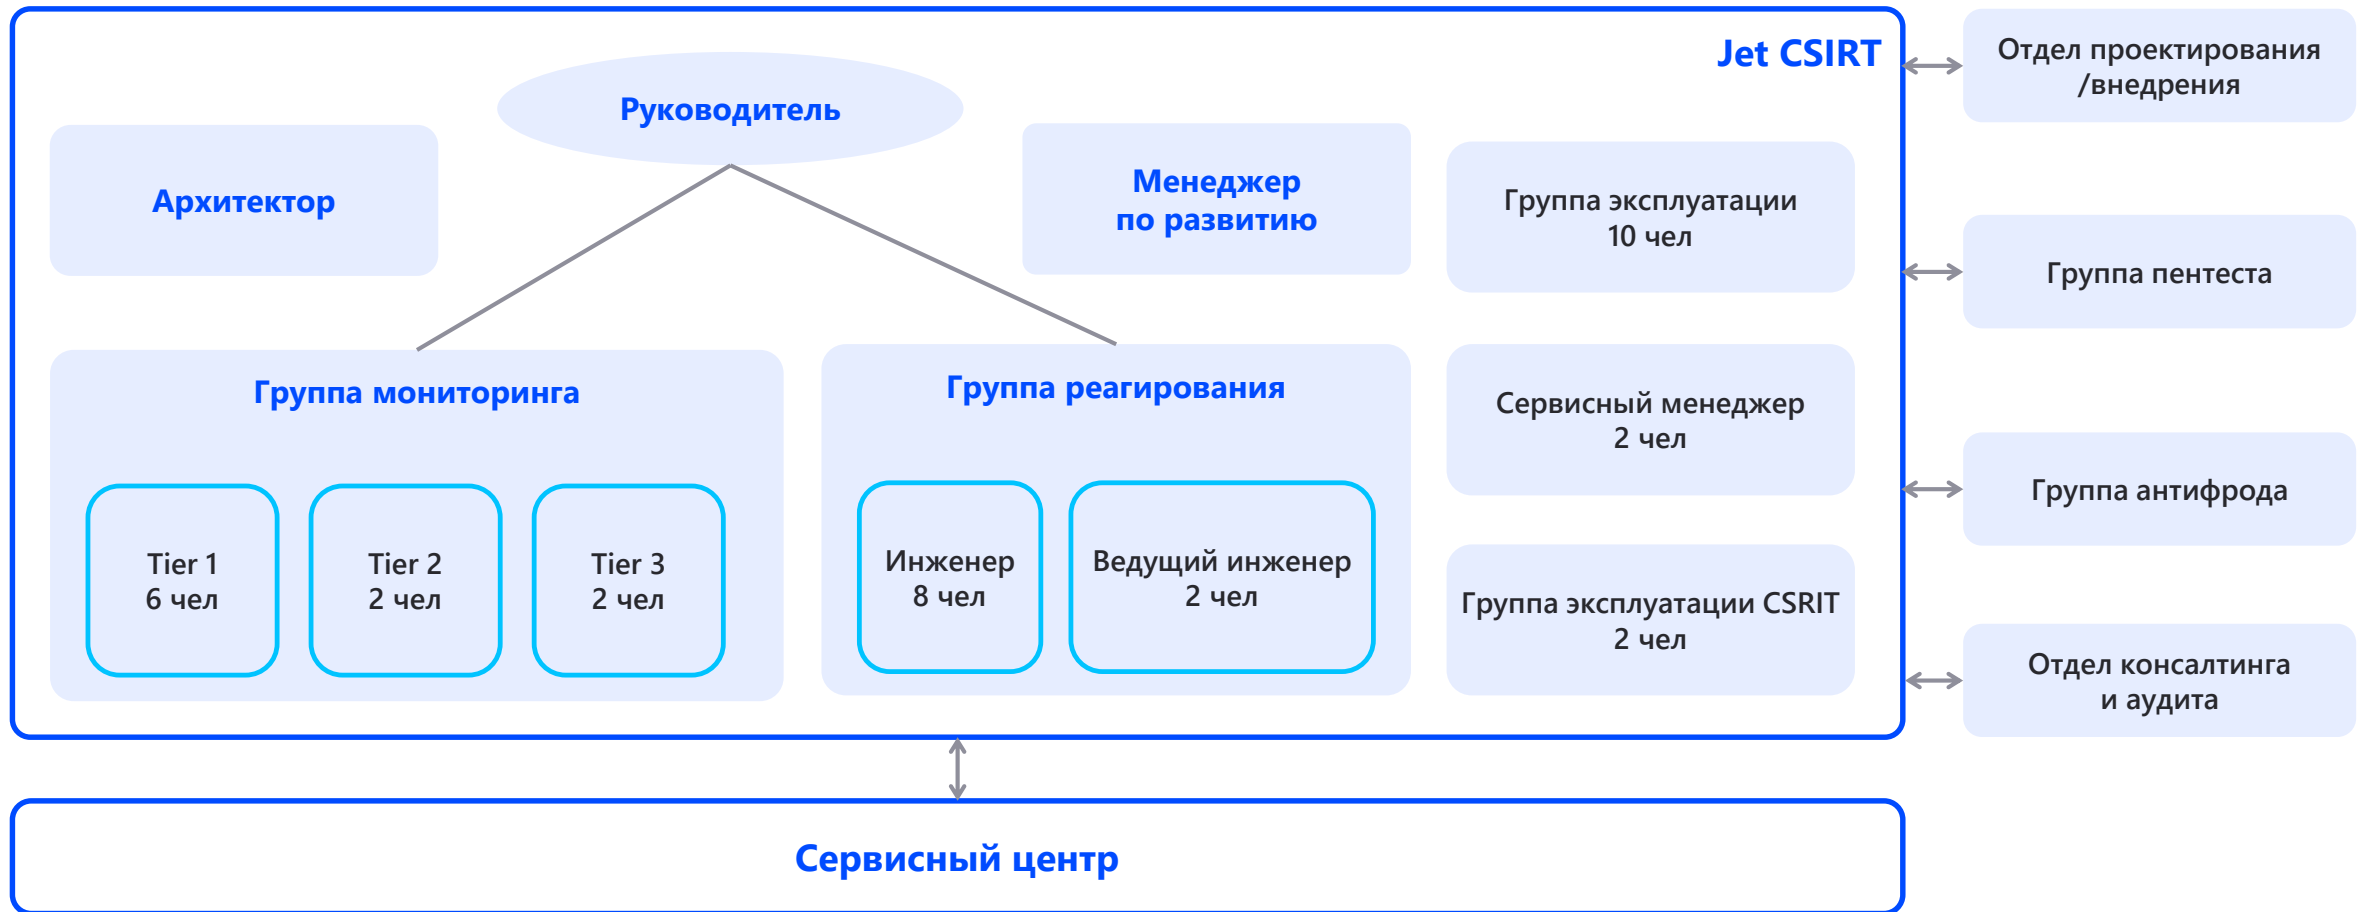 Jet CSIRT
Руководитель
Архитектор
Менеджер
по развитию
Группа эксплуатации
10 чел
Группа мониторинга
Tier 1
6 чел
Tier 2
2 чел
Tier 3
2 чел
Группа реагирования
Инженер
8 чел
Ведущий инженер
2 чел
Сервисный менеджер
2 чел
Группа эксплуатации CSRIT
2 чел
Отдел проектирования
/внедрения
Группа пентеста
Группа антифрода
Отдел консалтинга
и аудита
Сервисный центр